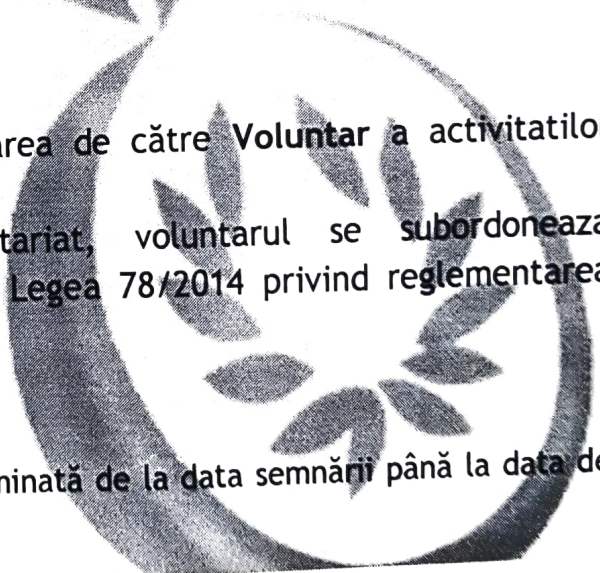 area de către Voluntar a activitatilo
tariat, voluntarul se subordoneaza
Legea 78/2014 privind reglementarea
minată de la data semnării până la data de